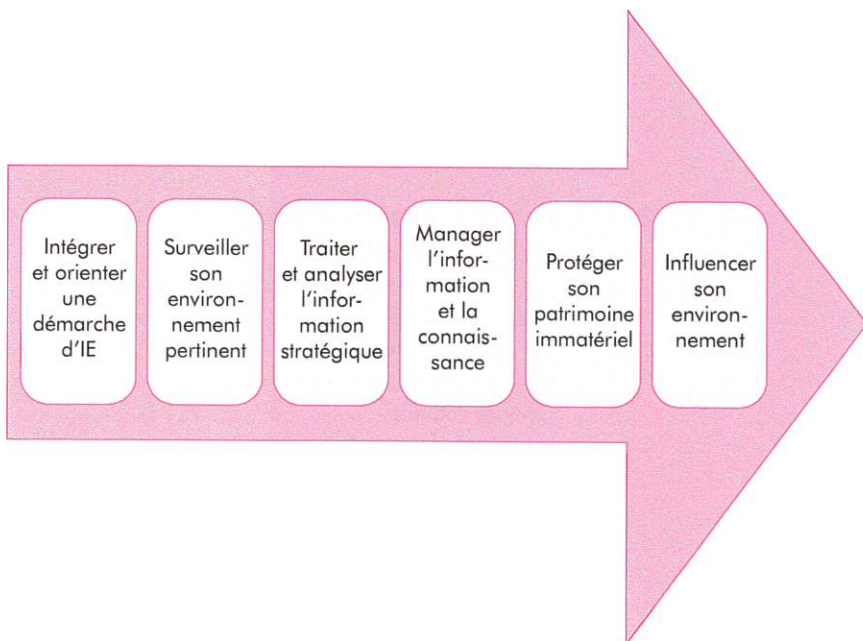 Intégrer
et orienter
une
démarche
d'IE
Surveiller
son
environ-
nement
pertinent
Traiter
et analyser
l'infor-
mation
stratégique
Manager
l'infor-
mation
et la
connais-
sance
Protéger
son
patrimoine
immatériel
Influencer
son
environ-
nement